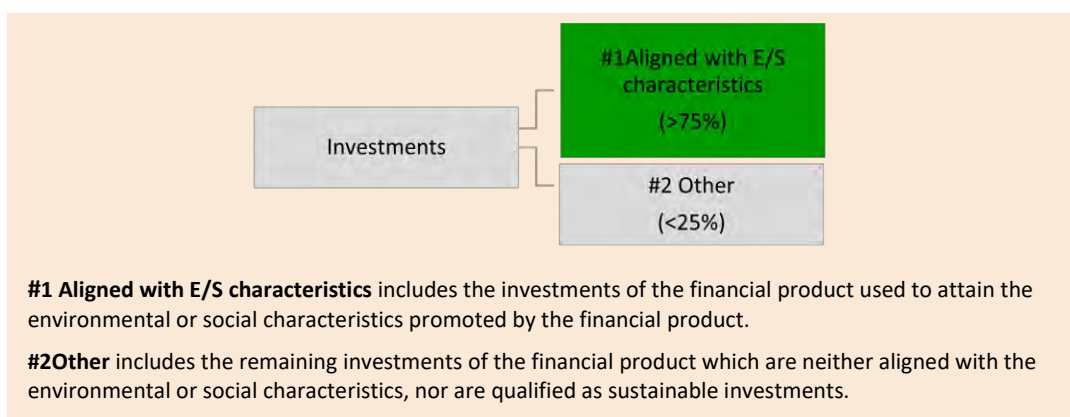 #1Aligned with E/S
characteristics
(>75%)
Investments
#2 Other
(<25%)
#1 Aligned with E/S characteristics includes the investments of the financial product used to attain the
environmental or social characteristics promoted by the financial product.
#2Other includes the remaining investments of the financial product which are neither aligned with the
environmental or social characteristics, nor are qualified as sustainable investments.